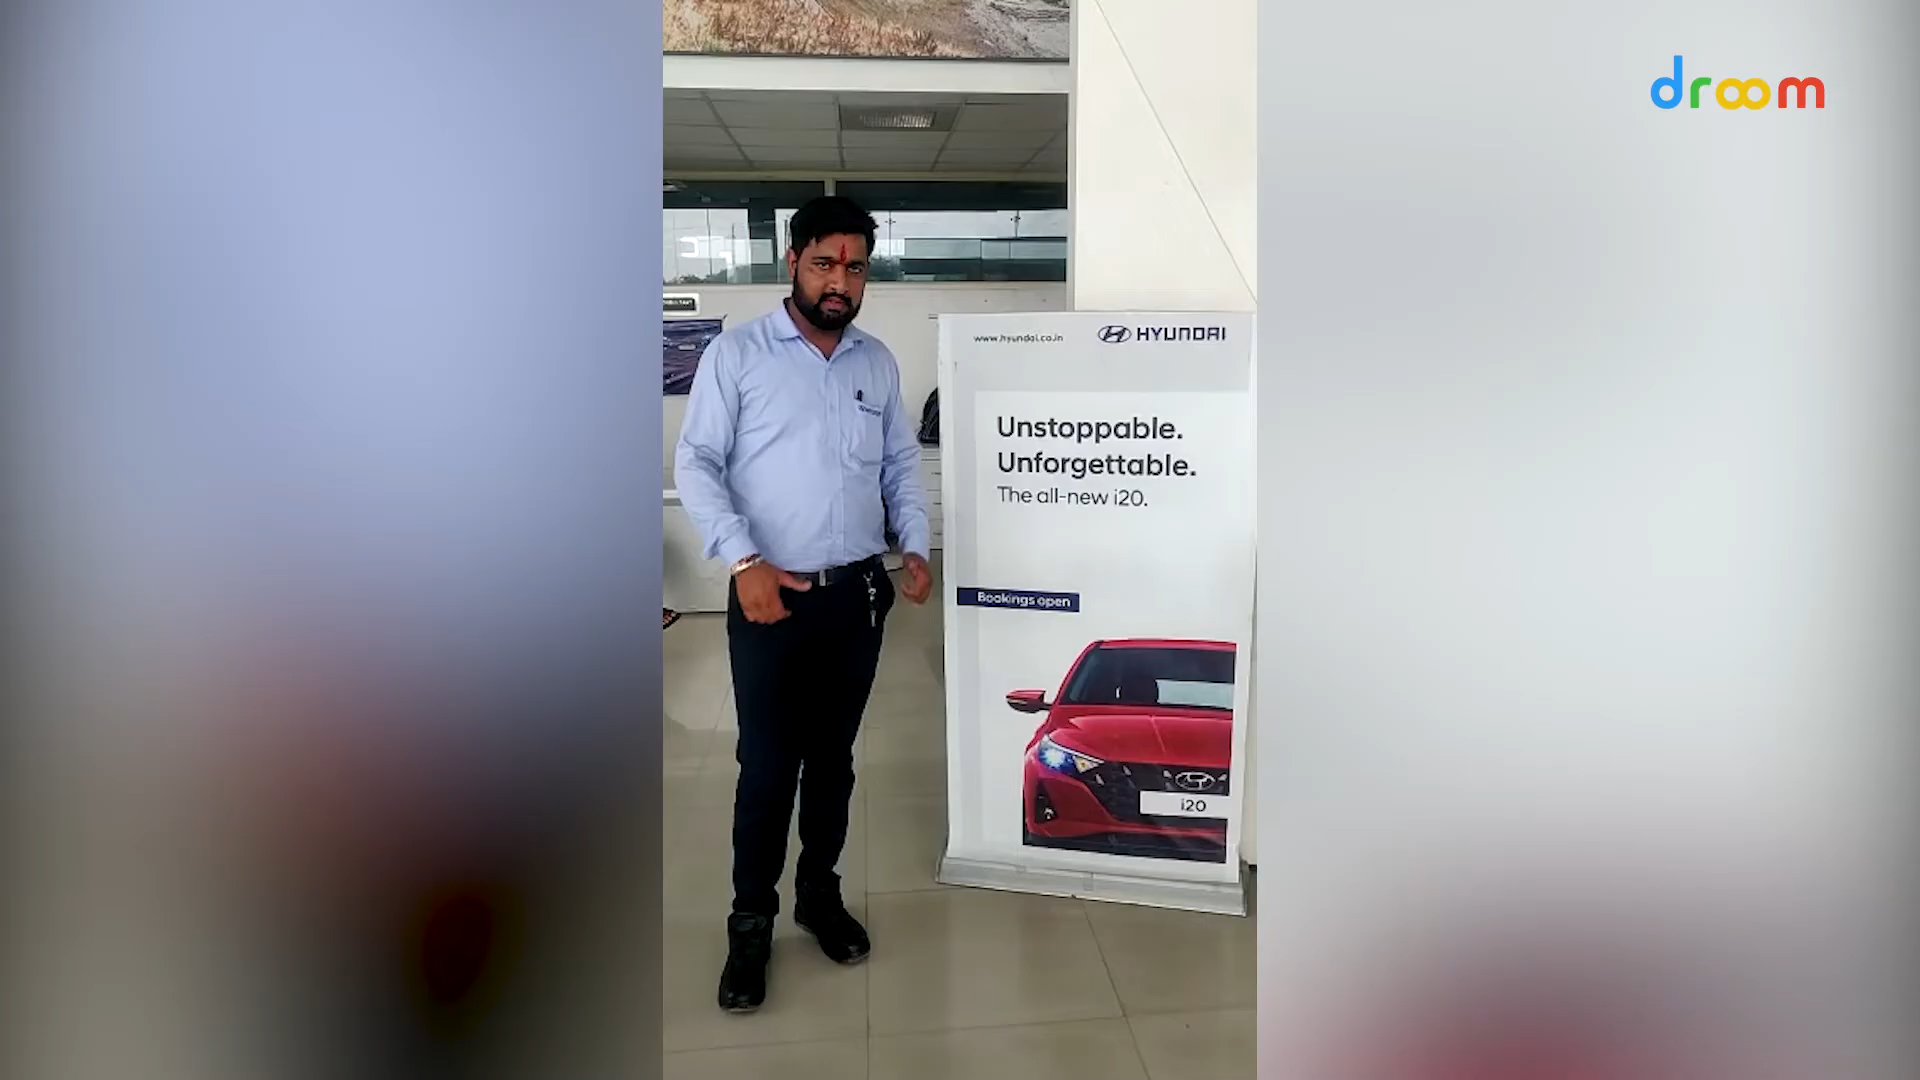 droom
www.hyundai.co.in
HYUNDAI
Unstoppable.
Unforgettable.
The all-new i20.
Bookings open
i20